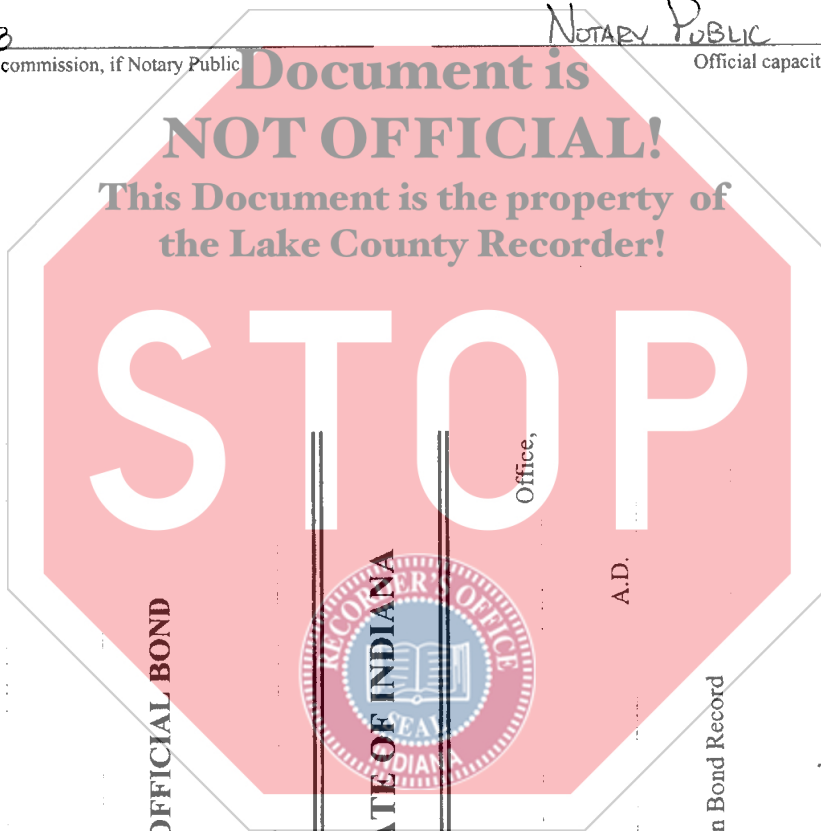 NOTARY PUBLIC
commission, if Notary Public
Official capacit
Document is
NOT OFFICIAL!
This Document is the property of
the Lake County Recorder!
STOP
Office,
A.D.
OFFICIAL BOND
ATE OF INDIANA
n Bond Record
RECORDER'S OFFICE
SEAL
INDIANA